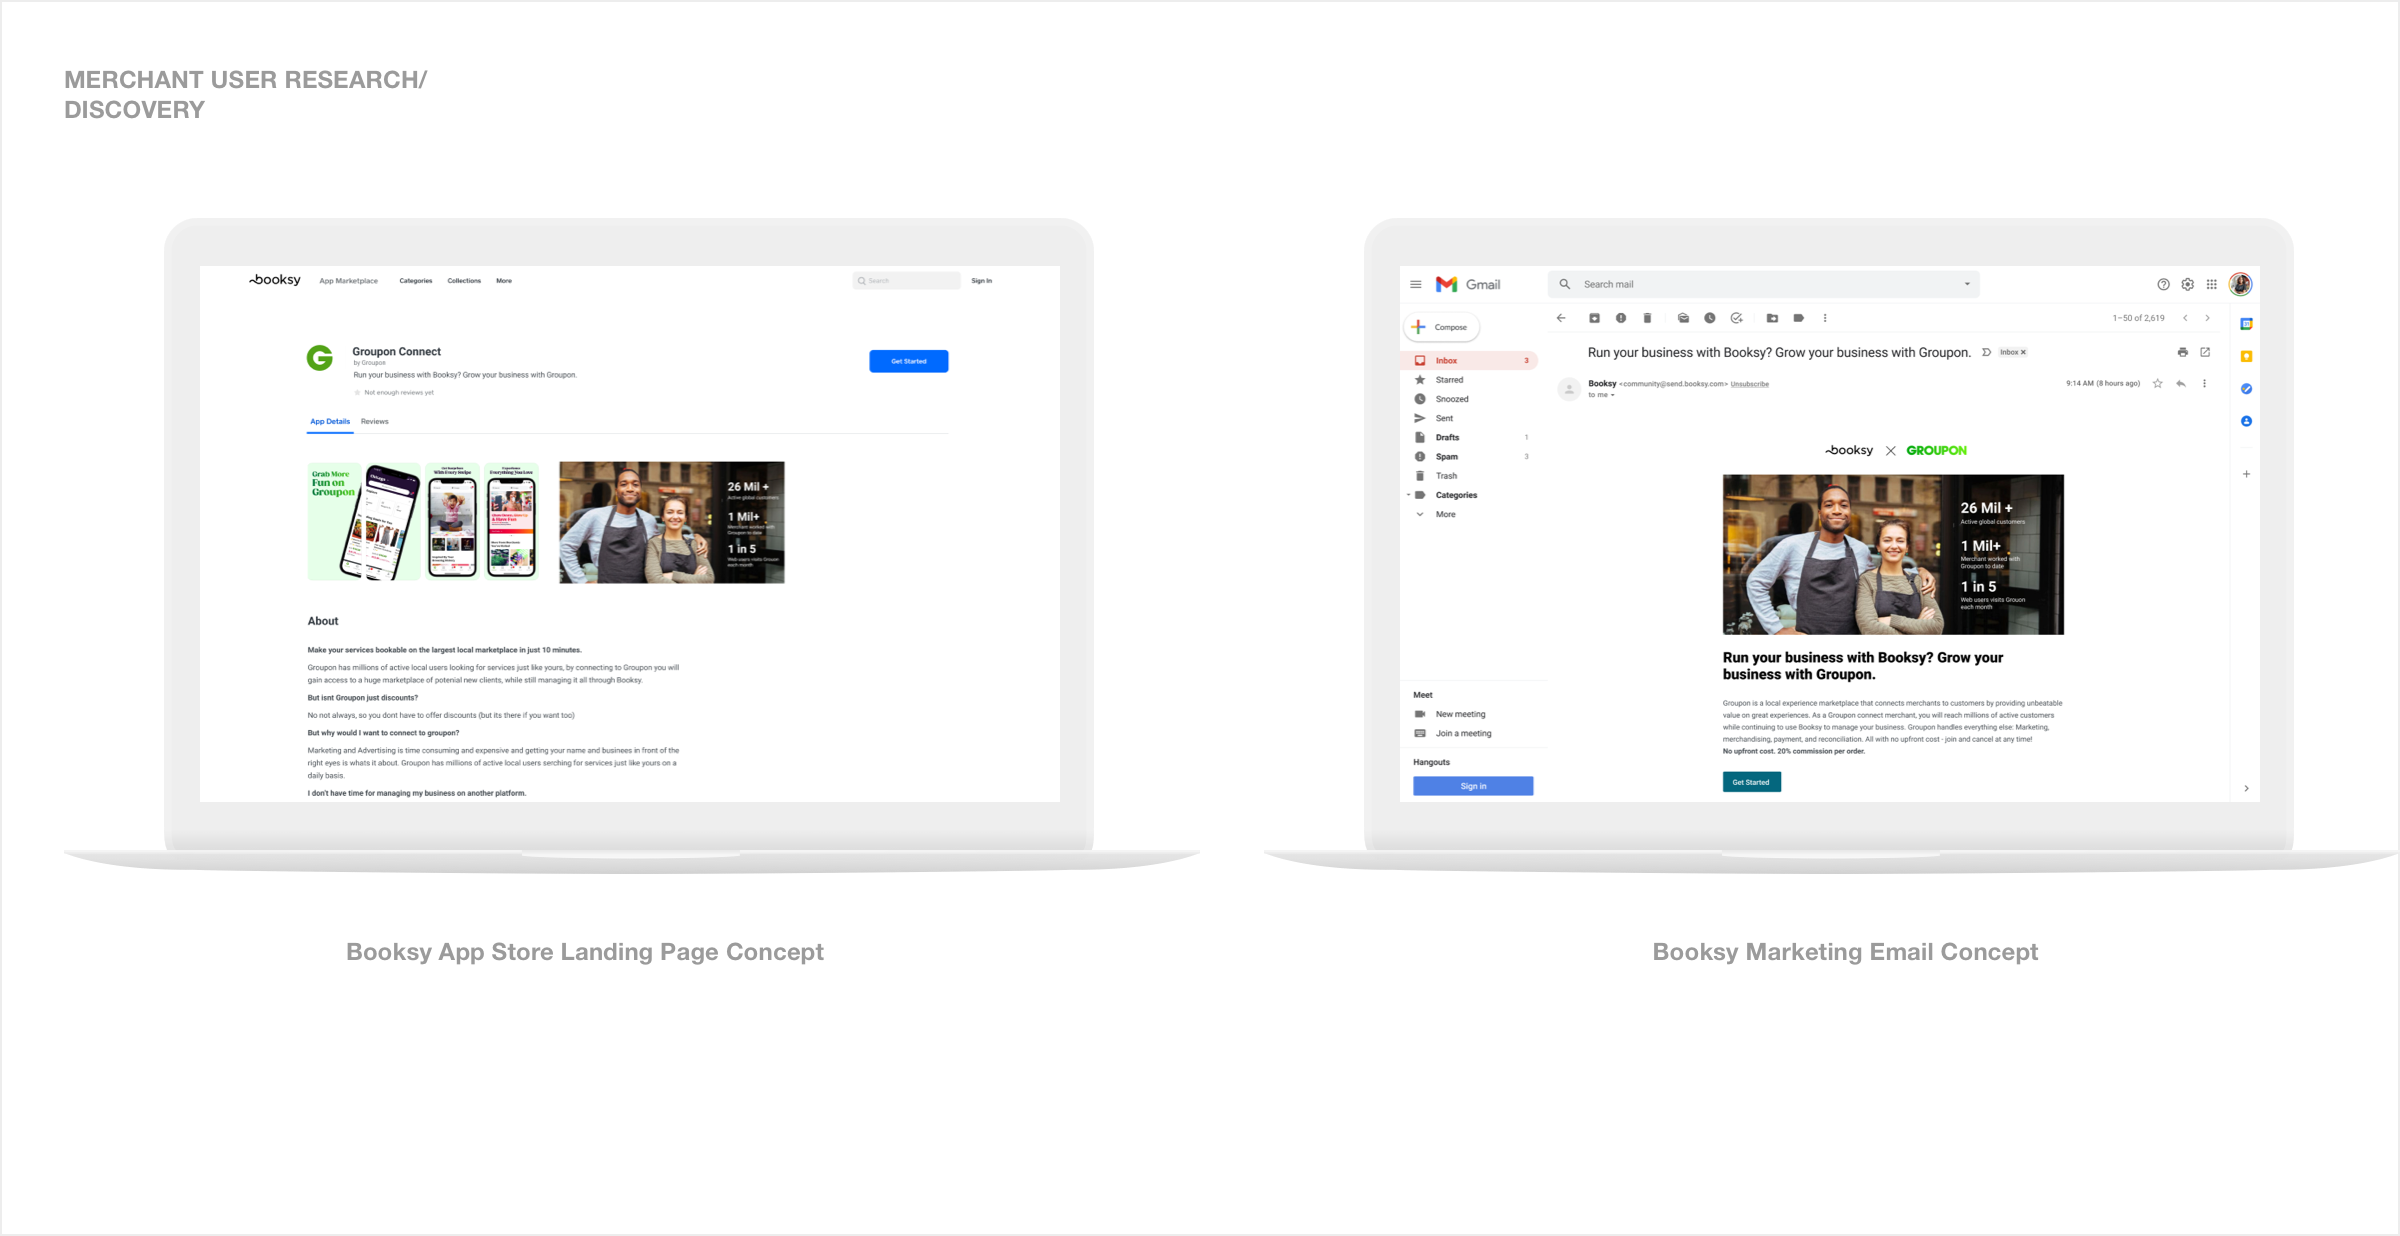 MERCHANT USER RESEARCH/
DISCOVERY
booksy
App Marketplace
Categories
Collections
More
Search
Sign In
Groupon Connect
by Groupon
Run your business with Booksy? Grow your business with Groupon.
Not enough reviews yet
Get Started
App Details
Reviews
Grab More
Fun on
Groupon
With Every Swipe
Everything you Love
26 Mil +
Active global customers
1 Mil+
Merchant worked with
Groupon to date
1 in 5
Web users visits Grouon
each month
About
Make your services bookable on the largest local marketplace in just 10 minutes.
Groupon has millions of active local users looking for services just like yours, by connecting to Groupon you will
gain access to a huge marketplace of potenial new clients, while still managing it all through Booksy.
But isnt Groupon just discounts?
No not always, so you dont have to offer discounts (but its there if you want too)
But why would I want to connect to groupon?
Marketing and Advertising is time consuming and expensive and getting your name and businees in front of the
right eyes is whats it about. Groupon has millions of active local users serching for services just like yours on a
daily basis.
I don't have time for managing my business on another platform.
Booksy App Store Landing Page Concept
Gmail
Search mail
Compose
Inbox 3
Starred
Snoozed
Sent
Drafts 1
Spam 3
Trash
Categories
More
Meet
New meeting
Join a meeting
Hangouts
Sign in
1–50 of 2,619
Run your business with Booksy? Grow your business with Groupon.
Inbox x
Booksy <community@send.booksy.com> Unsubscribe
to me
9:14 AM (8 hours ago)
booksy X GROUPON
26 Mil +
Active global customers
1 Mil+
Merchant worked with
Groupon to date
1 in 5
Web users visits Grouon
each month
Run your business with Booksy? Grow your
business with Groupon.
Groupon is a local experience marketplace that connects merchants to customers by providing unbeatable
value on great experiences. As a Groupon connect merchant, you will reach millions of active customers
while continuing to use Booksy to manage your business. Groupon handles everything else: Marketing,
merchandising, payment, and reconciliation. All with no upfront cost - join and cancel at any time!
No upfront cost. 20% commission per order.
Get Started
Booksy Marketing Email Concept